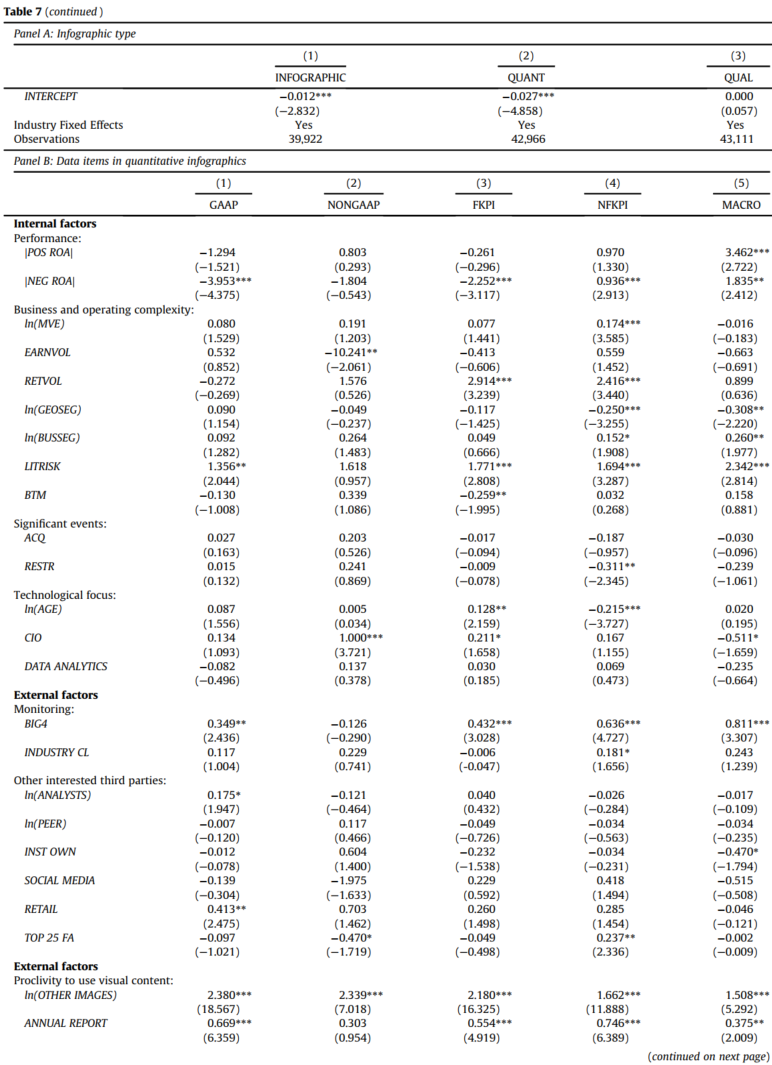 Table 7 (continued)
Panel A: Infographic type
(1) (2) (3)
INFOGRAPHIC QUANT QUAL
INTERCEPT −0.012*** −0.027*** 0.000
(−2.832) (−4.858) (0.057)
Industry Fixed Effects Yes Yes Yes
Observations 39,922 42,966 43,111
Panel B: Data items in quantitative infographics
(1) (2) (3) (4) (5)
GAAP NONGAAP FKPI NFKPI MACRO
Internal factors
Performance:
|POS ROA| −1.294 0.803 −0.261 0.970 3.462***
(−1.521) (0.293) (−0.296) (1.330) (2.722)
|NEG ROA| −3.953*** −1.804 −2.252*** 0.936*** 1.835**
(−4.375) (−0.543) (−3.117) (2.913) (2.412)
Business and operating complexity:
ln(MVE) 0.080 0.191 0.077 0.174*** −0.016
(1.529) (1.203) (1.441) (3.585) (−0.183)
EARNVOL 0.532 −10.241** −0.413 0.559 −0.663
(0.852) (−2.061) (−0.606) (1.452) (−0.691)
RETVOL −0.272 1.576 2.914*** 2.416*** 0.899
(−0.269) (0.526) (3.239) (3.440) (0.636)
ln(GEOSEG) 0.090 −0.049 −0.117 −0.250*** −0.308**
(1.154) (−0.237) (−1.425) (−3.255) (−2.220)
ln(BUSSEG) 0.092 0.264 0.049 0.152* 0.260**
(1.282) (1.483) (0.666) (1.908) (1.977)
LITRISK 1.356** 1.618 1.771*** 1.694*** 2.342***
(2.044) (0.957) (2.808) (3.287) (2.814)
BTM −0.130 0.339 −0.259** 0.032 0.158
(−1.008) (1.086) (−1.995) (0.268) (0.881)
Significant events:
ACQ 0.027 0.203 −0.017 −0.187 −0.030
(0.163) (0.526) (−0.094) (−0.957) (−0.096)
RESTR 0.015 0.241 −0.009 −0.311** −0.239
(0.132) (0.869) (−0.078) (−2.345) (−1.061)
Technological focus:
ln(AGE) 0.087 0.005 0.128** −0.215*** 0.020
(1.556) (0.034) (2.159) (−3.727) (0.195)
CIO 0.134 1.000*** 0.211* 0.167 −0.511*
(1.093) (3.721) (1.658) (1.155) (−1.659)
DATA ANALYTICS −0.082 0.137 0.030 0.069 −0.235
(−0.496) (0.378) (0.185) (0.473) (−0.664)
External factors
Monitoring:
BIG4 0.349** −0.126 0.432*** 0.636*** 0.811***
(2.436) (−0.290) (3.028) (4.727) (3.307)
INDUSTRY CL 0.117 0.229 −0.006 0.181* 0.243
(1.004) (0.741) (-0.047) (1.656) (1.239)
Other interested third parties:
ln(ANALYSTS) 0.175* −0.121 0.040 −0.026 −0.017
(1.947) (−0.464) (0.432) (−0.284) (−0.109)
ln(PEER) −0.007 0.117 −0.049 −0.034 −0.034
(−0.120) (0.466) (−0.726) (−0.563) (−0.235)
INST OWN −0.012 0.604 −0.232 −0.034 −0.470*
(−0.078) (1.400) (−1.538) (−0.231) (−1.794)
SOCIAL MEDIA −0.139 −1.975 0.229 0.418 −0.515
(−0.304) (−1.633) (0.592) (1.494) (−0.508)
RETAIL 0.413** 0.703 0.260 0.285 −0.046
(2.475) (1.462) (1.498) (1.454) (−0.121)
TOP 25 FA −0.097 −0.470* −0.049 0.237** −0.002
(−1.021) (−1.719) (−0.498) (2.336) (−0.009)
External factors
Proclivity to use visual content:
ln(OTHER IMAGES) 2.380*** 2.339*** 2.180*** 1.662*** 1.508***
(18.567) (7.018) (16.325) (11.888) (5.292)
ANNUAL REPORT 0.669*** 0.303 0.554*** 0.746*** 0.375**
(6.359) (0.954) (4.919) (6.389) (2.009)
(continued on next page)